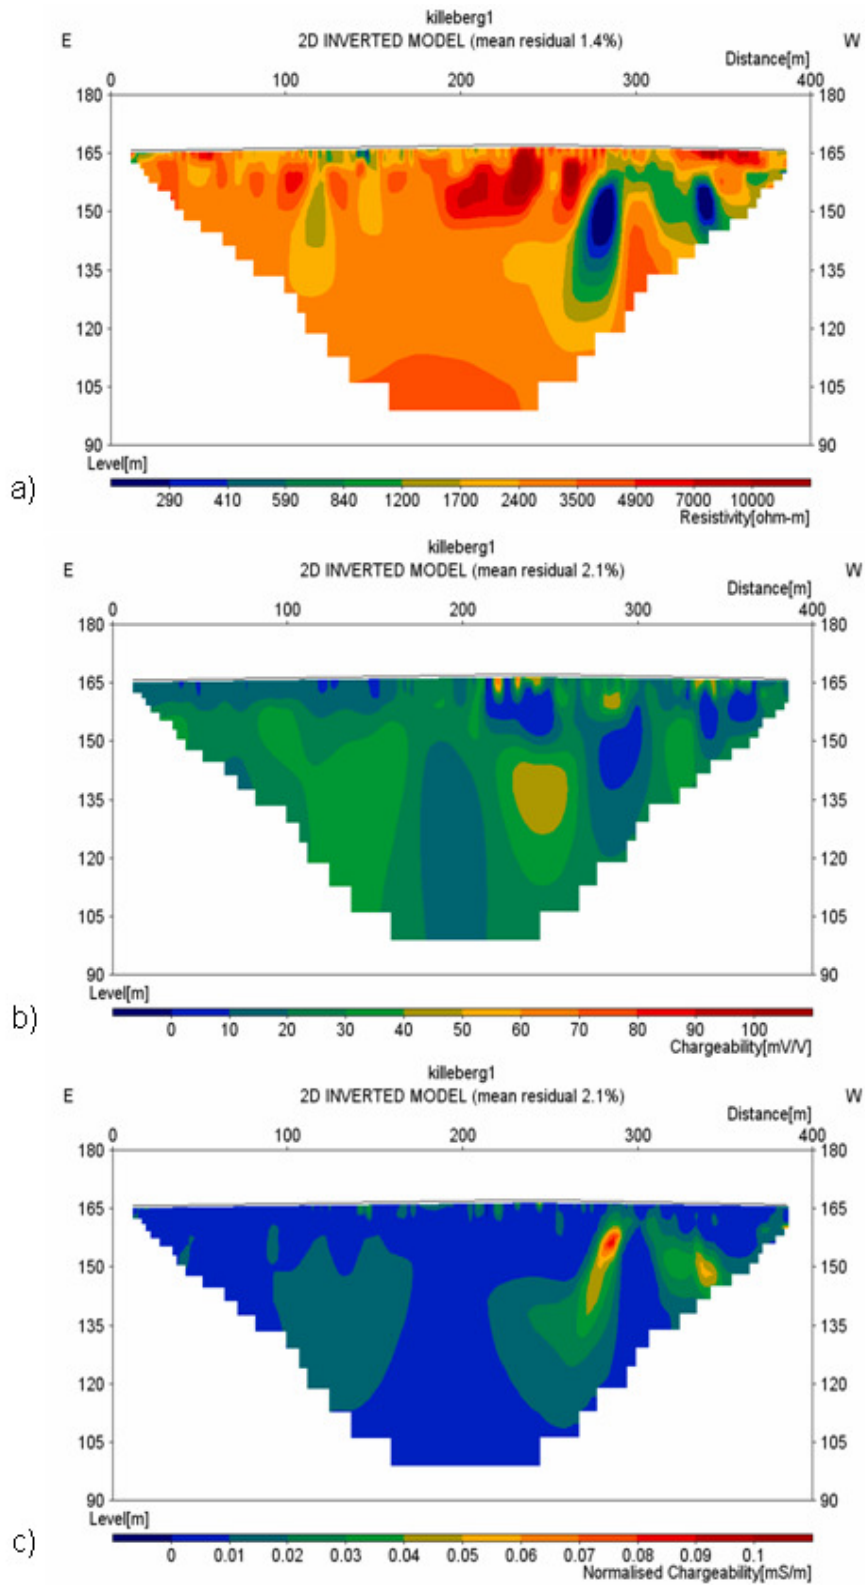 killeberg1
E 2D INVERTED MODEL (mean residual 1.4%) W
Distance[m]
0 100 200 300 400
180 180
165 165
150 150
135 135
120 120
105 105
90 90
Level[m]
a)
290 410 590 840 1200 1700 2400 3500 4900 7000 10000
Resistivity[ohm-m]
killeberg1
E 2D INVERTED MODEL (mean residual 2.1%) W
Distance[m]
0 100 200 300 400
180 180
165 165
150 150
135 135
120 120
105 105
90 90
Level[m]
b)
0 10 20 30 40 50 60 70 80 90 100
Chargeability[mV/V]
killeberg1
E 2D INVERTED MODEL (mean residual 2.1%) W
Distance[m]
0 100 200 300 400
180 180
165 165
150 150
135 135
120 120
105 105
90 90
Level[m]
c)
0 0.01 0.02 0.03 0.04 0.05 0.06 0.07 0.08 0.09 0.1
Normalised Chargeability[mS/m]